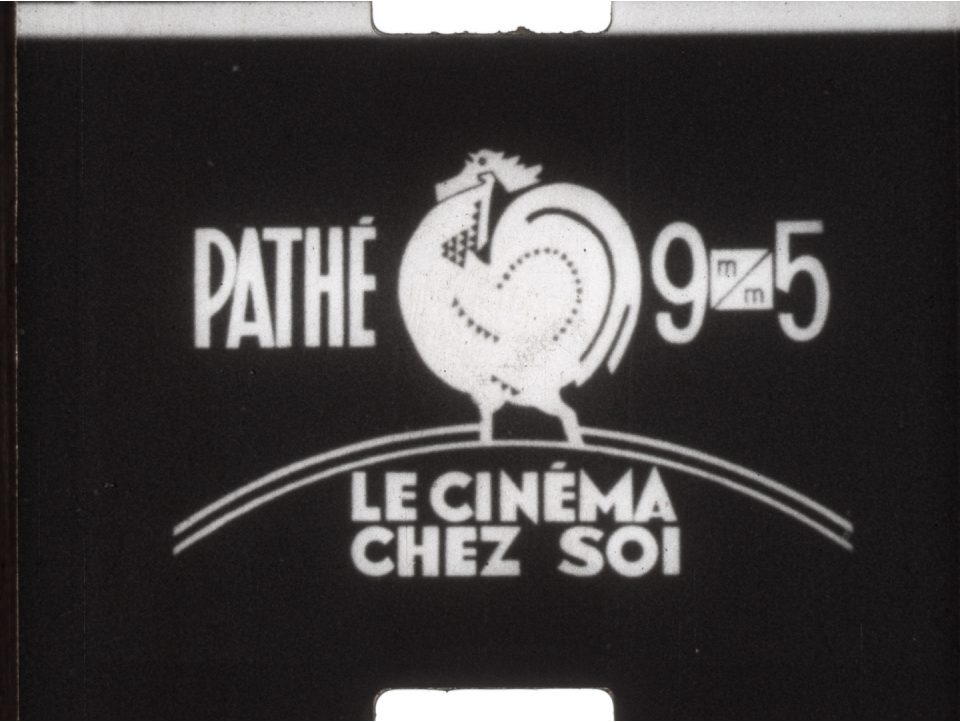 PATHÉ 9 m/m 5
LE CINÉMA
CHEZ SOI